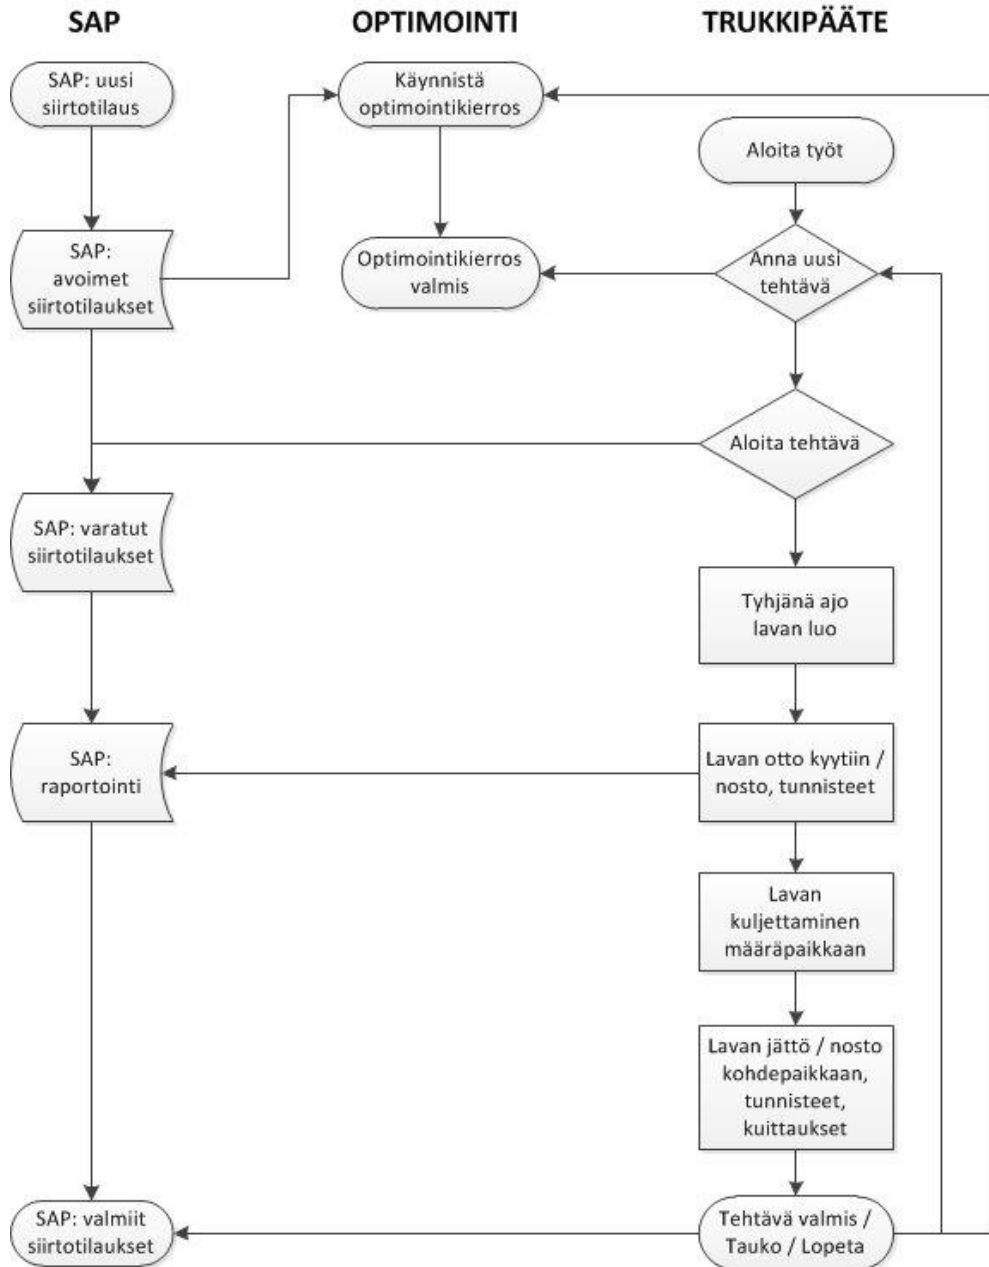 SAP
OPTIMOINTI
TRUKKIPÄÄTE
SAP: uusi
siirtotilaus
Käynnistä
optimointikierros
Aloita työt
SAP:
avoimet
siirtotilaukset
Optimointikierros
valmis
Anna uusi
tehtävä
Aloita tehtävä
SAP: varatut
siirtotilaukset
Tyhjänä ajo
lavan luo
SAP:
raportointi
Lavan otto kyytiin /
nosto, tunnisteet
Lavan
kuljettaminen
määräpaikkaan
Lavan jättö / nosto
kohdepaikkaan,
tunnisteet,
kuittaukset
SAP: valmiit
siirtotilaukset
Tehtävä valmis /
Tauko / Lopeta